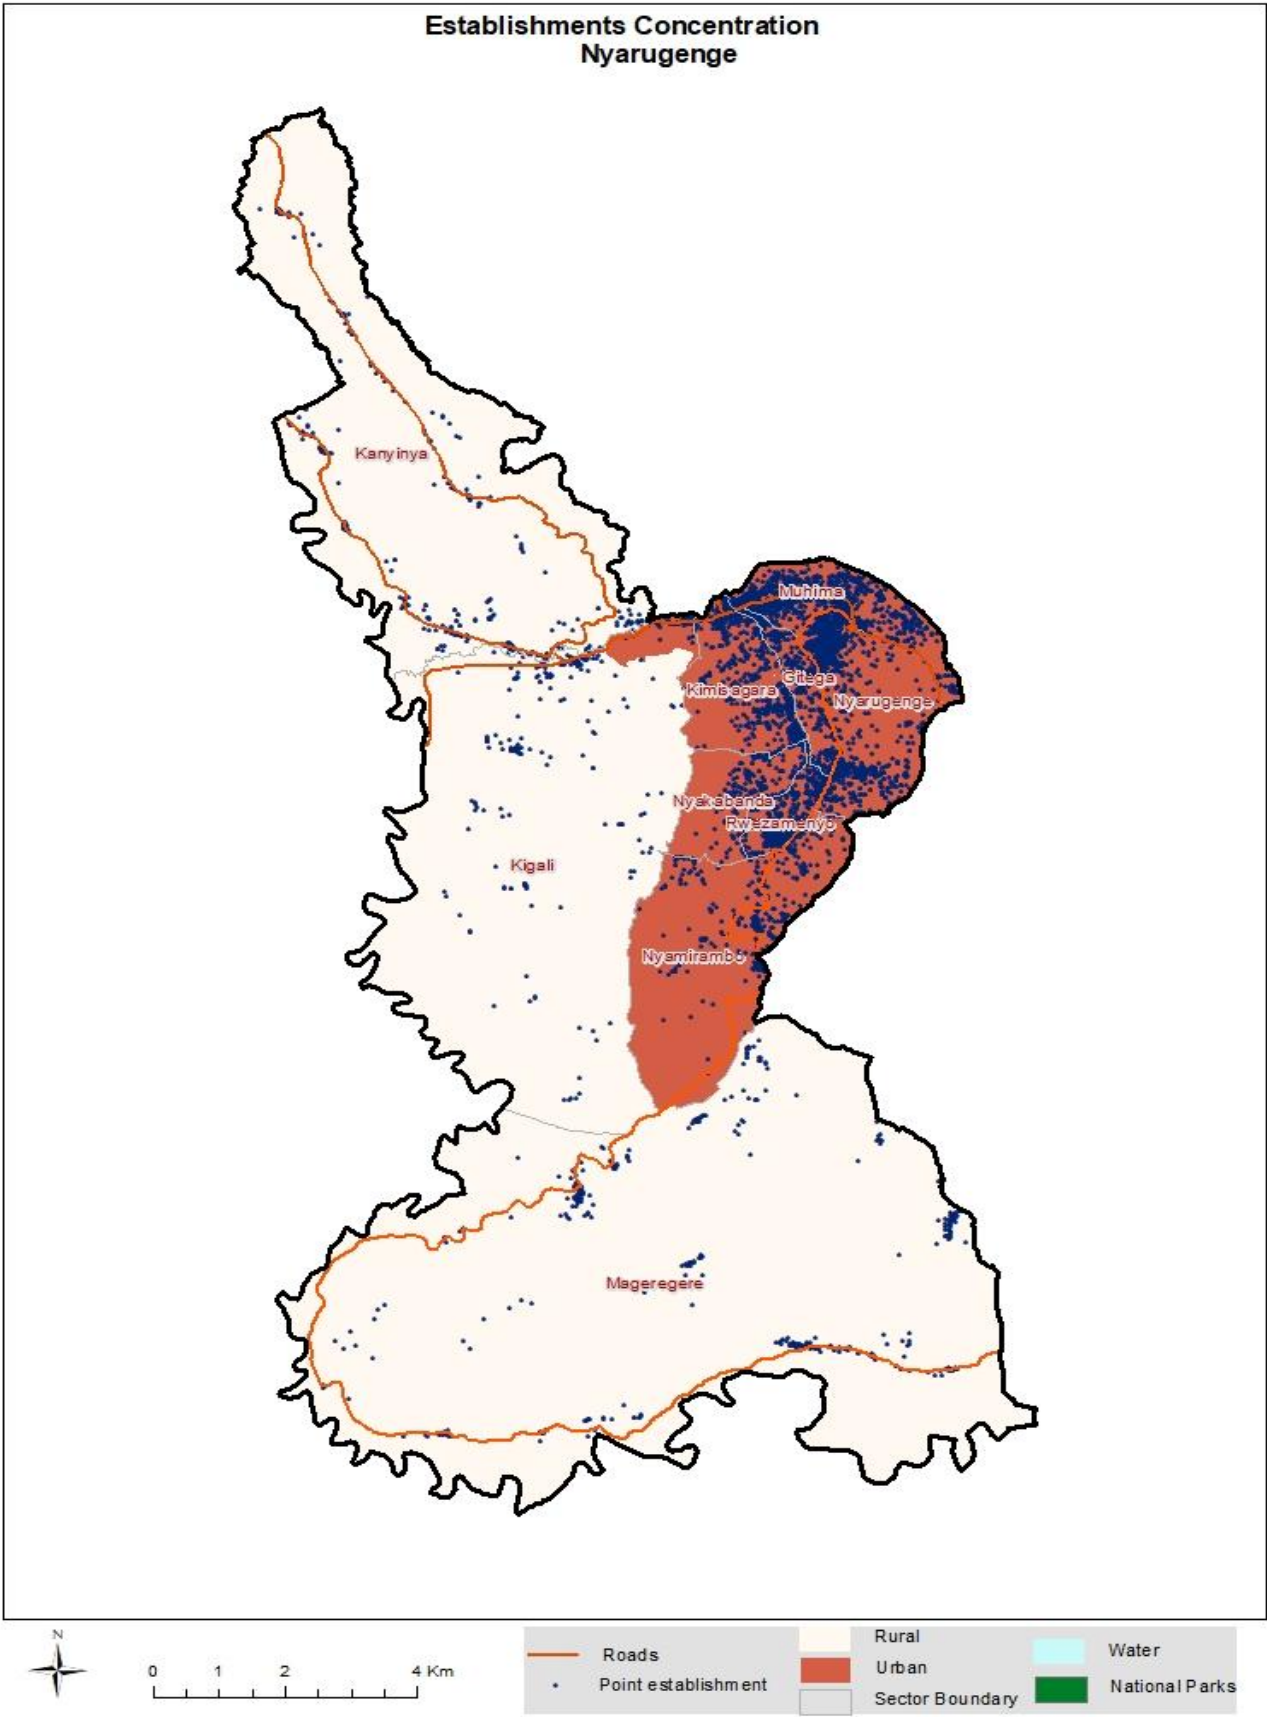 Establishments Concentration
Nyarugenge
Kanyinya
Muhima
Gitega
Kimisagara
Nyarugenge
Nyakabanda
Rwezamenyo
Kigali
Nyamirambo
Mageregere
N
0 1 2 4 Km
Roads
Point establishment
Rural
Urban
Sector Boundary
Water
National Parks